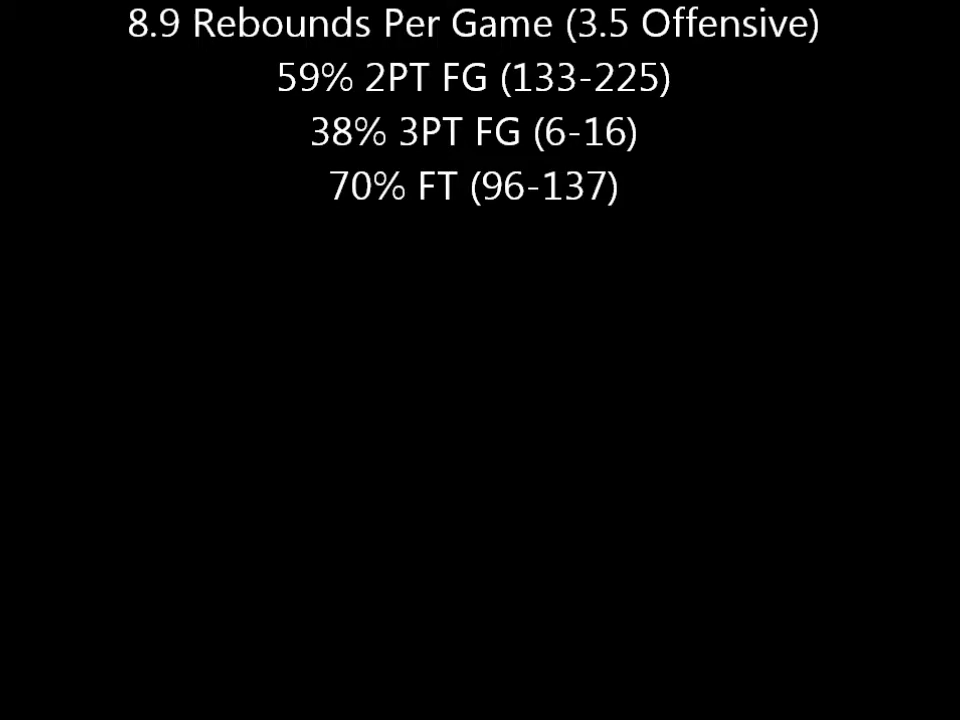 8.9 Rebounds Per Game (3.5 Offensive)
59% 2PT FG (133-225)
38% 3PT FG (6-16)
70% FT (96-137)